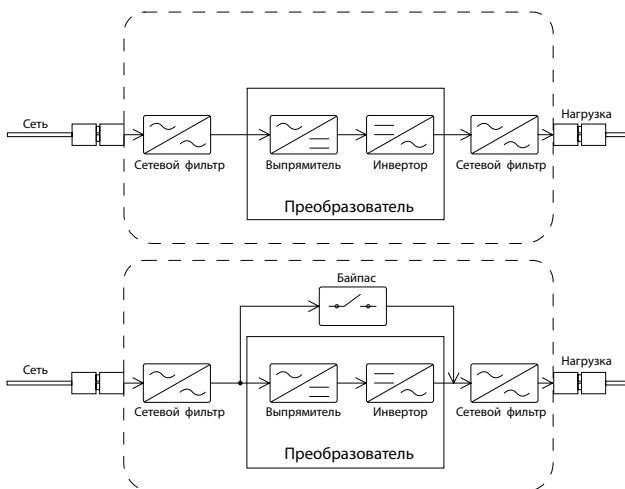 Сеть
Нагрузка
Сетевой фильтр
Выпрямитель
Инвертор
Сетевой фильтр
Преобразователь
Байпас
Сеть
Нагрузка
Сетевой фильтр
Выпрямитель
Инвертор
Сетевой фильтр
Преобразователь